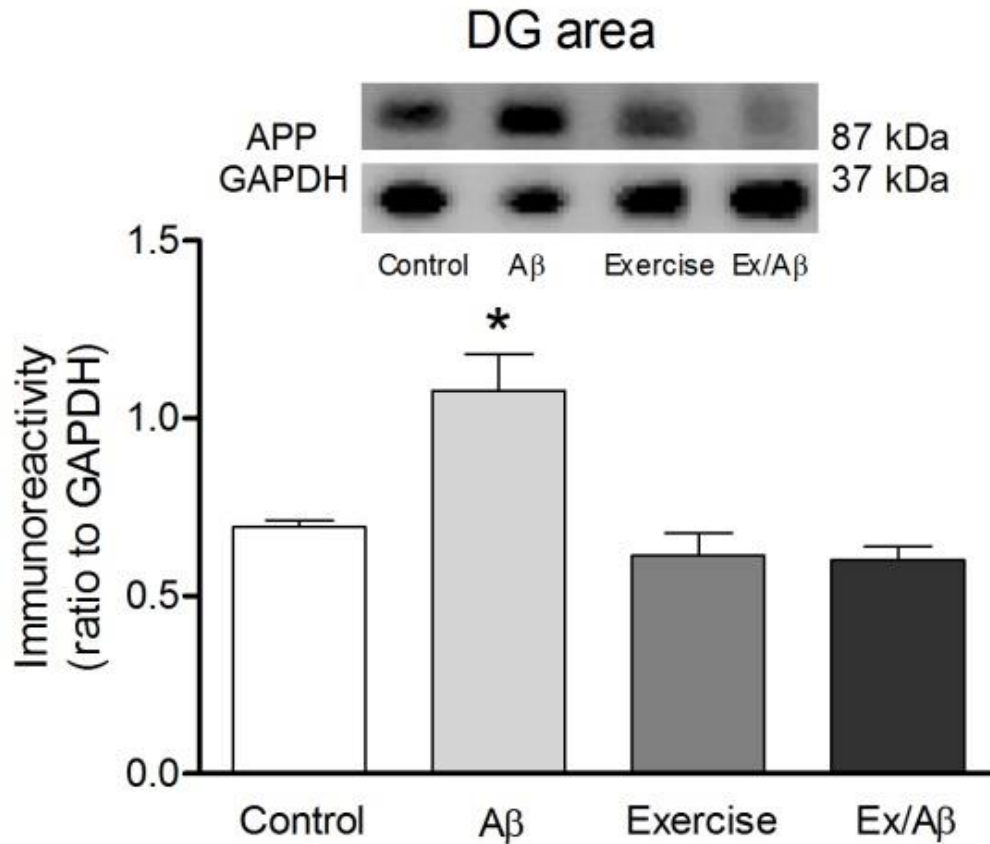 DG area
APP 87 kDa
GAPDH 37 kDa
Control Aβ Exercise Ex/Aβ
1.5
*
1.0
0.5
0.0
Immunoreactivity
(ratio to GAPDH)
Control Aβ Exercise Ex/Aβ